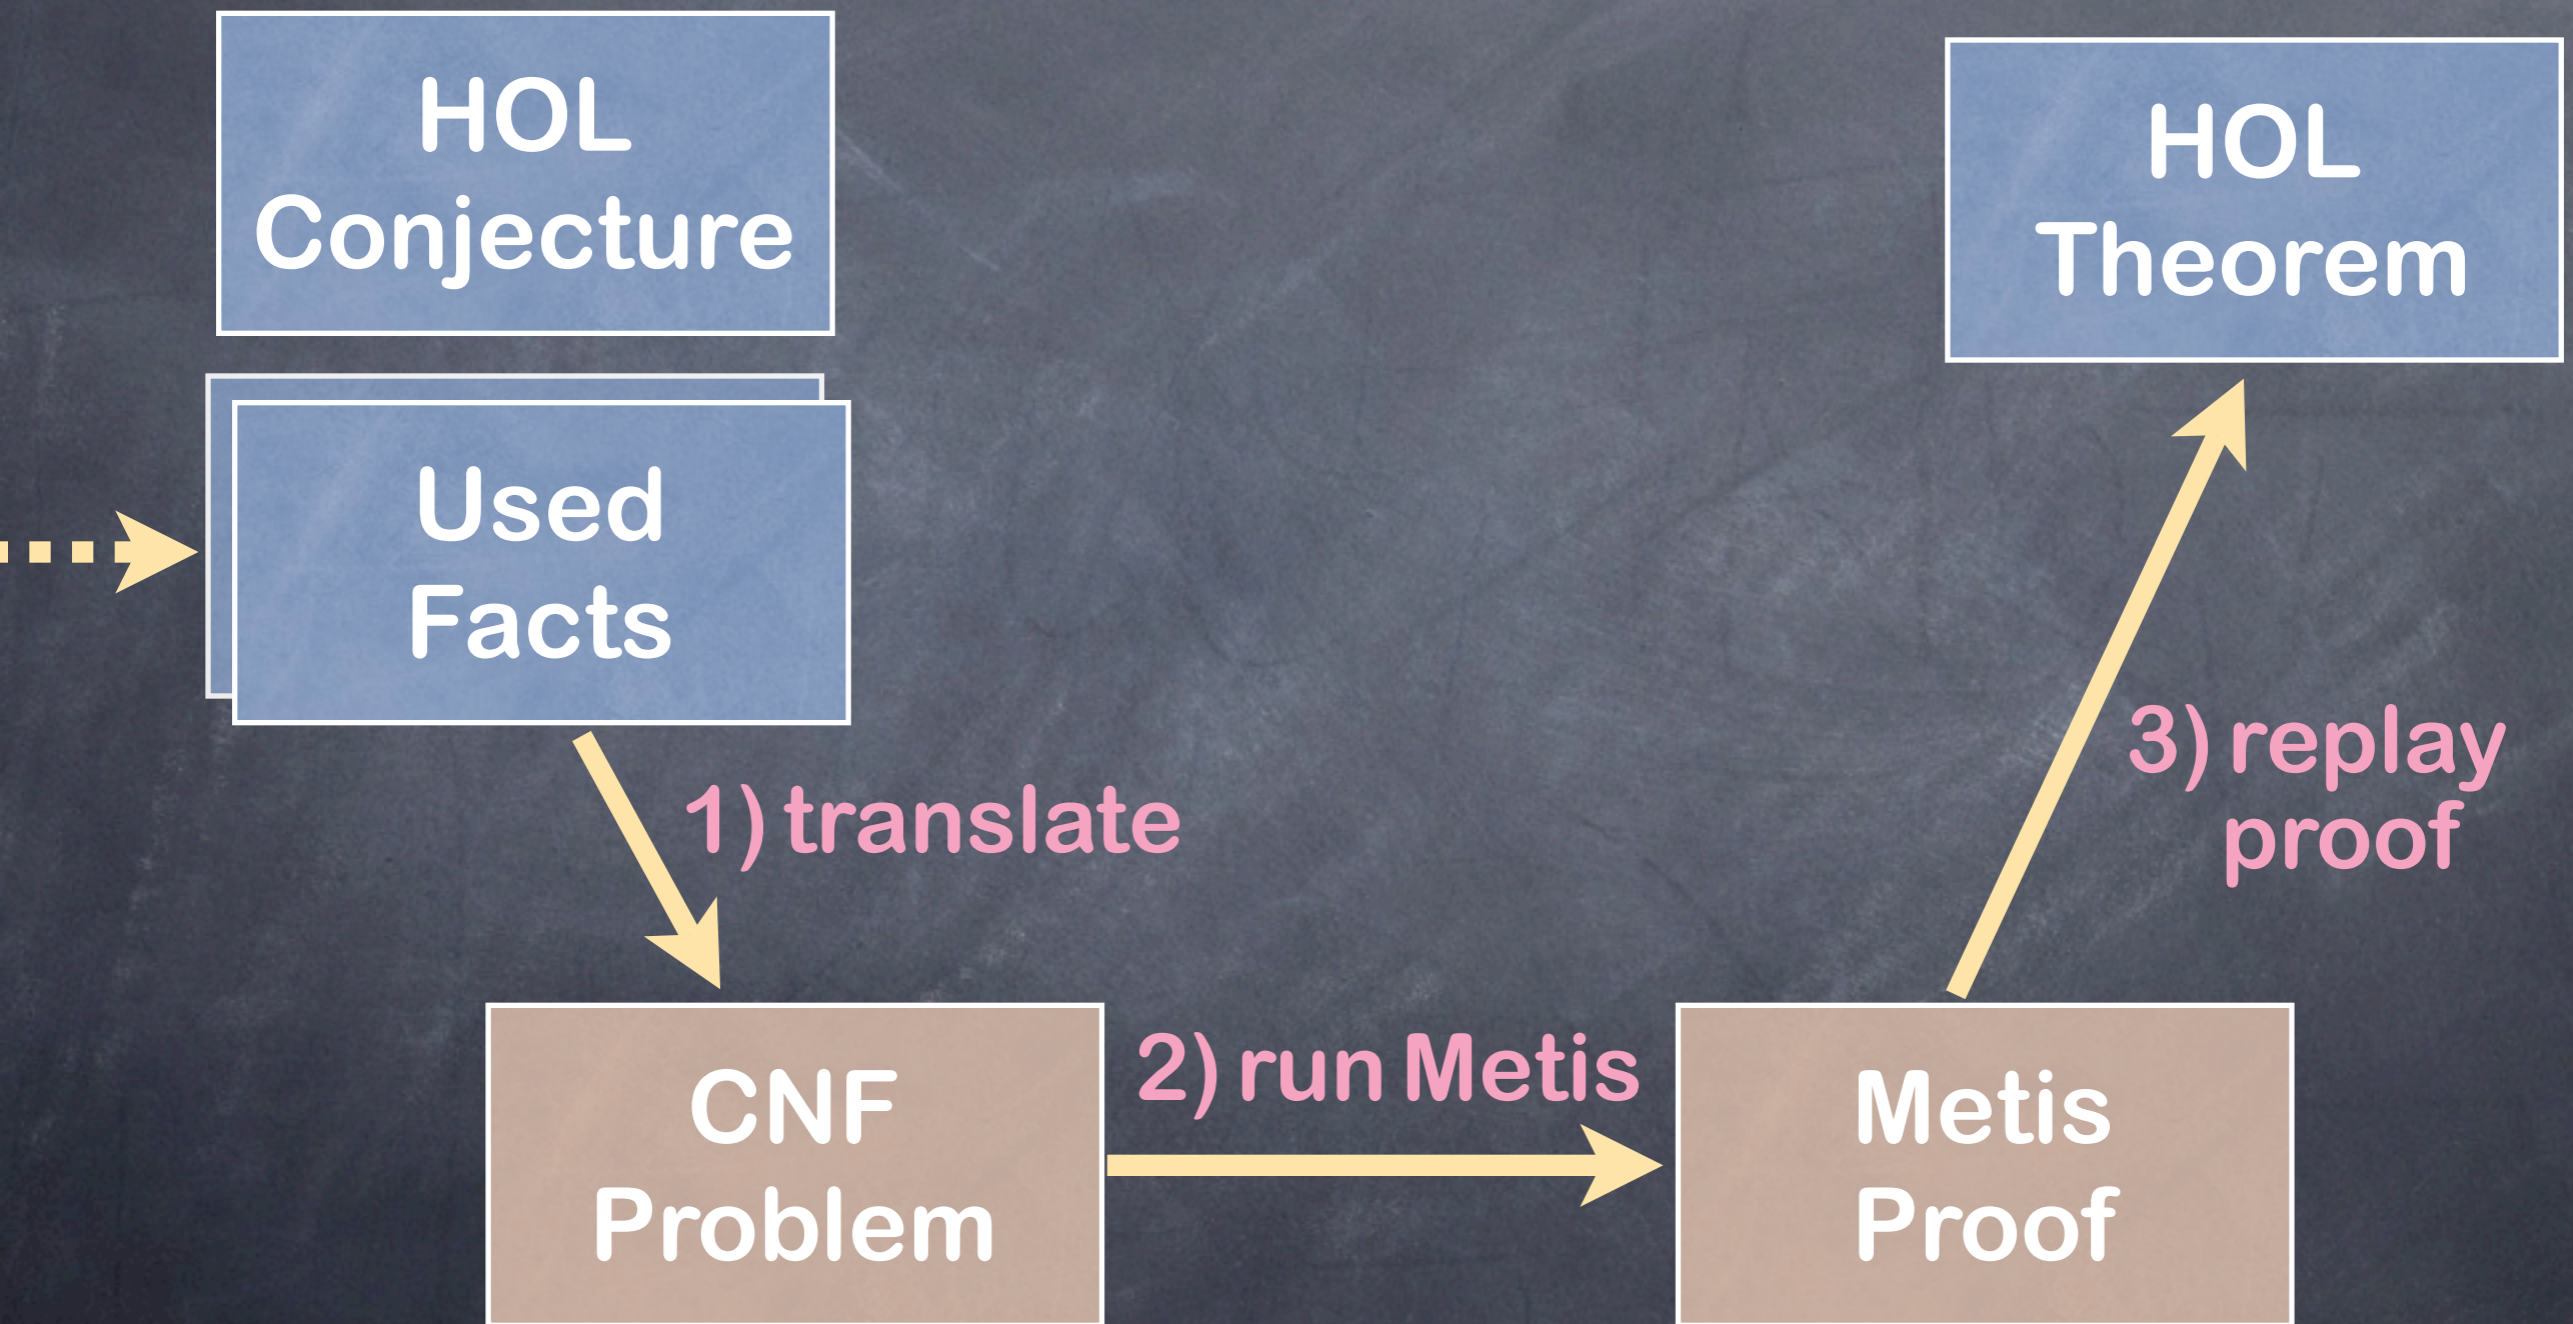 HOL
Conjecture
HOL
Theorem
Used
Facts
1) translate
3) replay
proof
2) run Metis
CNF
Problem
Metis
Proof